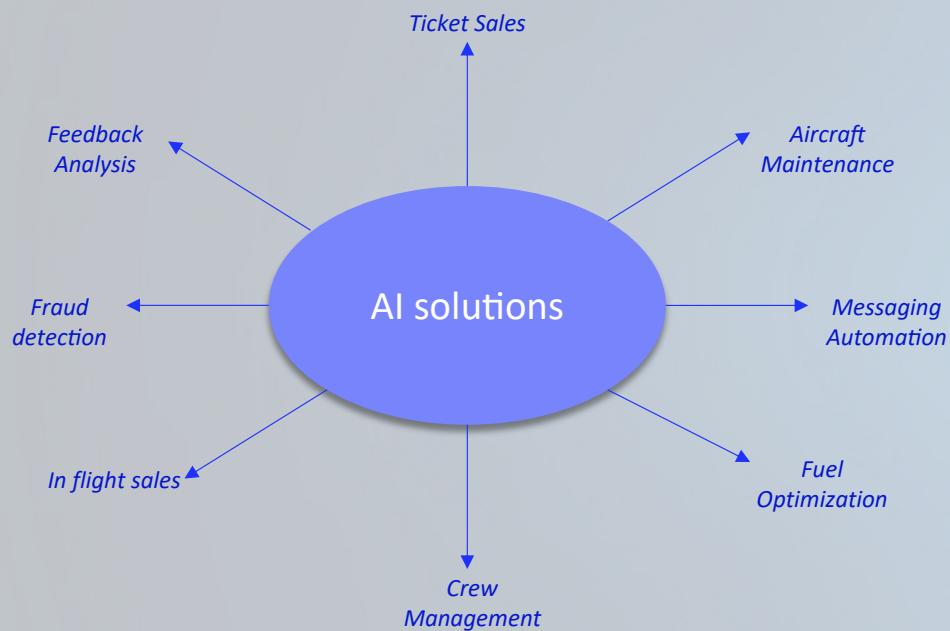 Ticket Sales
Feedback
Analysis
Aircraft
Maintenance
Fraud
detection
AI solutions
Messaging
Automation
In flight sales
Fuel
Optimization
Crew
Management